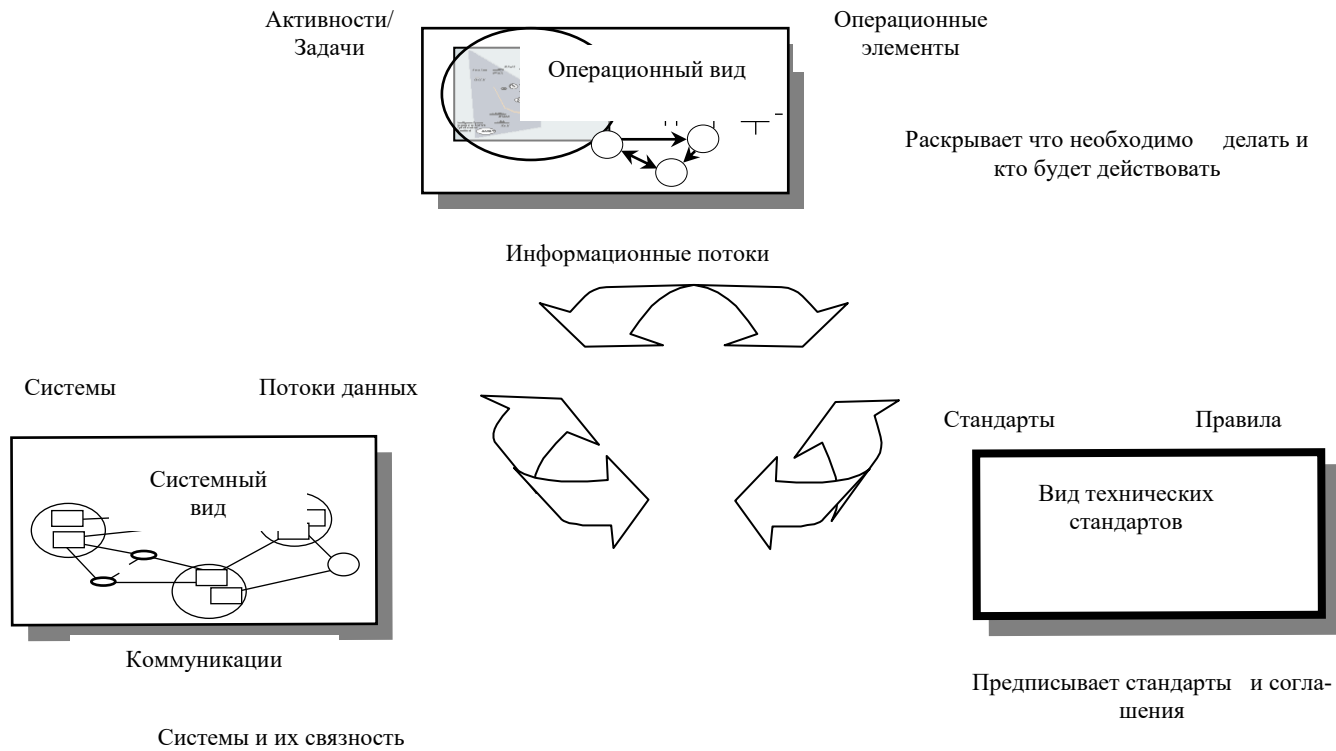 Активности/
Задачи
Операционные
элементы
Операционный вид
Раскрывает что необходимо делать и
кто будет действовать
Информационные потоки
Системы
Потоки данных
Стандарты
Правила
Системный
вид
Вид технических
стандартов
Коммуникации
Предписывает стандарты и согла-
шения
Системы и их связность